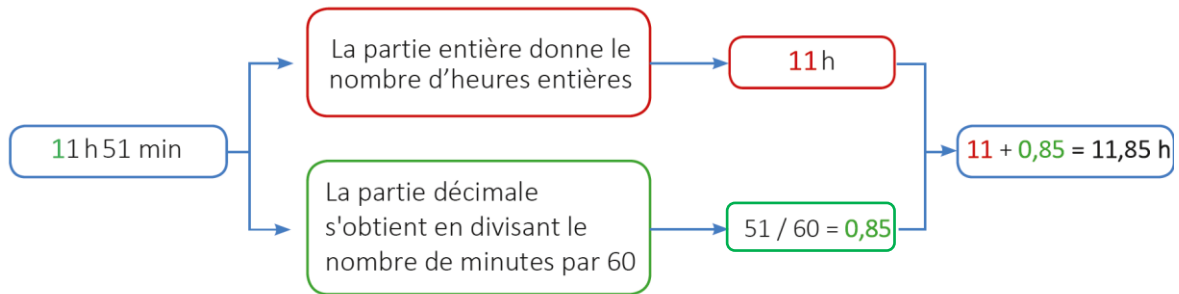 11 h 51 min
La partie entière donne le
nombre d'heures entières
11 h
La partie décimale
s'obtient en divisant le
nombre de minutes par 60
51 / 60 = 0,85
11 + 0,85 = 11,85 h